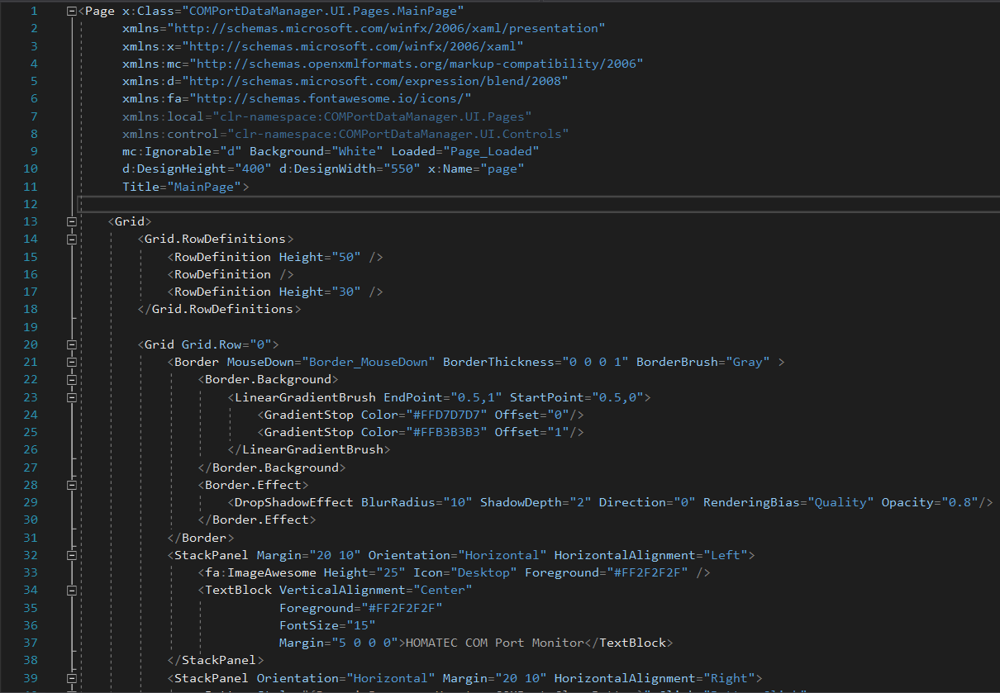 1 <Page x:Class="COMPortDataManager.UI.Pages.MainPage"
2 xmlns="http://schemas.microsoft.com/winfx/2006/xaml/presentation"
3 xmlns:x="http://schemas.microsoft.com/winfx/2006/xaml"
4 xmlns:mc="http://schemas.openxmlformats.org/markup-compatibility/2006"
5 xmlns:d="http://schemas.microsoft.com/expression/blend/2008"
6 xmlns:fa="http://schemas.fontawesome.io/icons/"
7 xmlns:local="clr-namespace:COMPortDataManager.UI.Pages"
8 xmlns:control="clr-namespace:COMPortDataManager.UI.Controls"
9 mc:Ignorable="d" Background="White" Loaded="Page_Loaded"
10 d:DesignHeight="400" d:DesignWidth="550" x:Name="page"
11 Title="MainPage">
12
13 <Grid>
14 <Grid.RowDefinitions>
15 <RowDefinition Height="50" />
16 <RowDefinition />
17 <RowDefinition Height="30" />
18 </Grid.RowDefinitions>
19
20 <Grid Grid.Row="0">
21 <Border MouseDown="Border_MouseDown" BorderThickness="0 0 0 1" BorderBrush="Gray" >
22 <Border.Background>
23 <LinearGradientBrush EndPoint="0.5,1" StartPoint="0.5,0">
24 <GradientStop Color="#FFD7D7D7" Offset="0"/>
25 <GradientStop Color="#FFB3B3B3" Offset="1"/>
26 </LinearGradientBrush>
27 </Border.Background>
28 <Border.Effect>
29 <DropShadowEffect BlurRadius="10" ShadowDepth="2" Direction="0" RenderingBias="Quality" Opacity="0.8"/>
30 </Border.Effect>
31 </Border>
32 <StackPanel Margin="20 10" Orientation="Horizontal" HorizontalAlignment="Left">
33 <fa:ImageAwesome Height="25" Icon="Desktop" Foreground="#FF2F2F2F" />
34 <TextBlock VerticalAlignment="Center"
35 Foreground="#FF2F2F2F"
36 FontSize="15"
37 Margin="5 0 0 0">HOMATEC COM Port Monitor</TextBlock>
38 </StackPanel>
39 <StackPanel Orientation="Horizontal" Margin="20 10" HorizontalAlignment="Right">